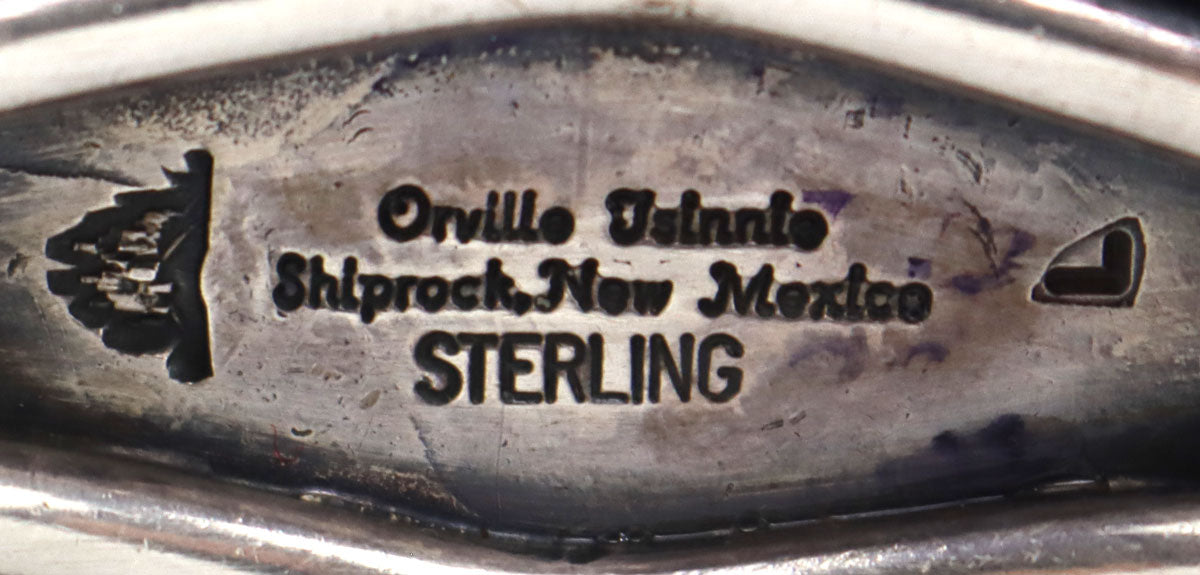 Orville Tsinnie
Shiprock, New Mexico
STERLING